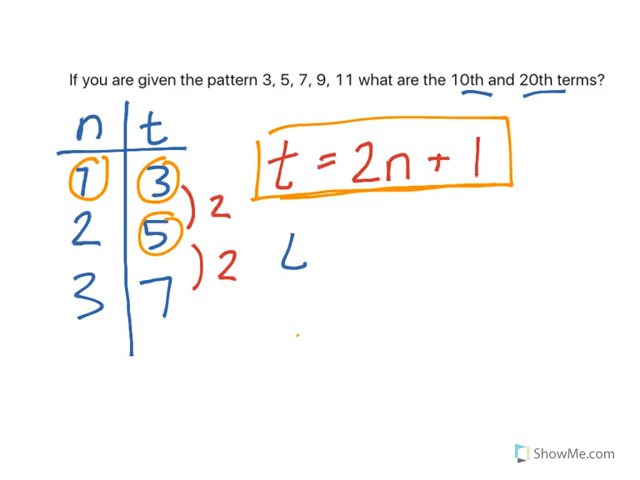 If you are given the pattern 3, 5, 7, 9, 11 what are the 10th and 20th terms?
n t
t = 2n + 1
1 3
2
2 5
2
3 7
ShowMe.com